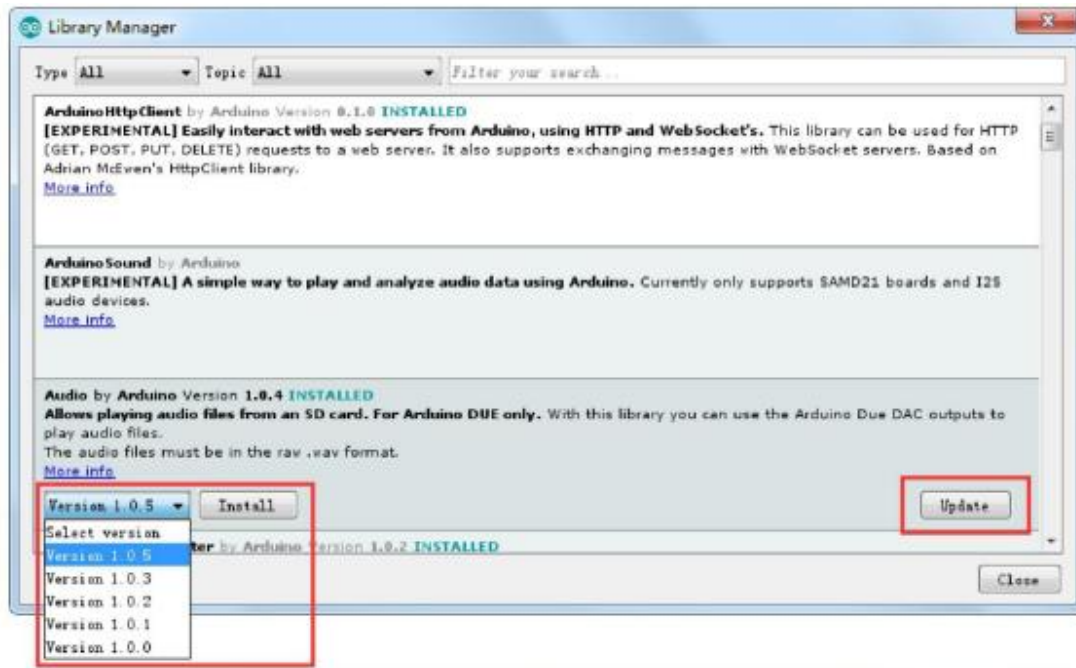 Library Manager
Type All Topic All Filter your search...
ArduinoHttpClient by Arduino Version 0.1.0 INSTALLED
[EXPERIMENTAL] Easily interact with web servers from Arduino, using HTTP and WebSocket's. This library can be used for HTTP
(GET, POST, PUT, DELETE) requests to a web server. It also supports exchanging messages with WebSocket servers. Based on
Adrian McEwen's HttpClient library.
More info
ArduinoSound by Arduino
[EXPERIMENTAL] A simple way to play and analyze audio data using Arduino. Currently only supports SAMD21 boards and I2S
audio devices.
More info
Audio by Arduino Version 1.0.4 INSTALLED
Allows playing audio files from an SD card. For Arduino DUE only. With this library you can use the Arduino Due DAC outputs to
play audio files.
The audio files must be in the raw .wav format.
More info
Version 1.0.5 Install Update
Select version
ter by Arduino Version 1.0.2 INSTALLED
Version 1.0.5
Version 1.0.3
Close
Version 1.0.2
Version 1.0.1
Version 1.0.0